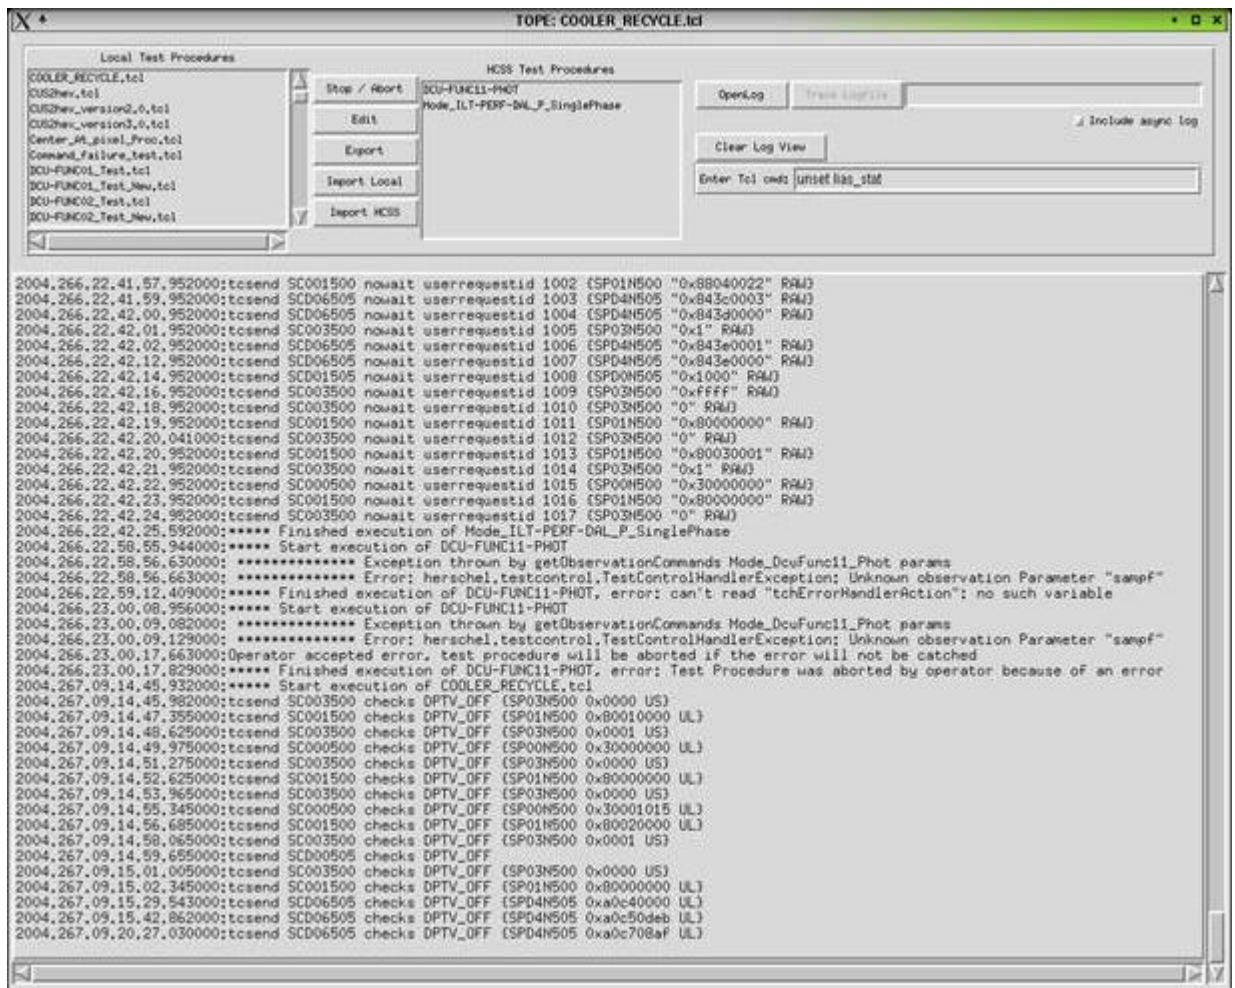 TOPE: COOLER_RECYCLE.tcl
Local Test Procedures
COOLER_RECYCLE.tcl
CUS2hex.tcl
CUS2hex_version2.0.tcl
CUS2hex_version3.0.tcl
Center_At_pixel_Proc.tcl
Command_failure_test.tcl
DCU-FUNC01_Test.tcl
DCU-FUNC01_Test_New.tcl
DCU-FUNC02_Test.tcl
DCU-FUNC02_Test_New.tcl
Stop / Abort
Edit
Export
Import Local
Import HCSS
HCSS Test Procedures
DCU-FUNC11-PHOT
Mode_ILT-PERF-DAL_P_SinglePhase
OpenLog
Trace Logfile
Include async log
Clear Log View
Enter Tcl cmd: unset lias_stat
2004.266.22.41.57.952000:tcsend SC001500 nowait userrequestid 1002 {SP01N500 "0x88040022" RAW}
2004.266.22.41.59.952000:tcsend SCD06505 nowait userrequestid 1003 {SPD4N505 "0x843c0003" RAW}
2004.266.22.42.00.952000:tcsend SCD06505 nowait userrequestid 1004 {SPD4N505 "0x843d0000" RAW}
2004.266.22.42.01.952000:tcsend SC003500 nowait userrequestid 1005 {SP03N500 "0x1" RAW}
2004.266.22.42.02.952000:tcsend SCD06505 nowait userrequestid 1006 {SPD4N505 "0x843e0001" RAW}
2004.266.22.42.12.952000:tcsend SCD06505 nowait userrequestid 1007 {SPD4N505 "0x843e0000" RAW}
2004.266.22.42.14.952000:tcsend SCD01505 nowait userrequestid 1008 {SPD0N505 "0x1000" RAW}
2004.266.22.42.16.952000:tcsend SC003500 nowait userrequestid 1009 {SP03N500 "0xffff" RAW}
2004.266.22.42.18.952000:tcsend SC003500 nowait userrequestid 1010 {SP03N500 "0" RAW}
2004.266.22.42.19.952000:tcsend SC001500 nowait userrequestid 1011 {SP01N500 "0x80000000" RAW}
2004.266.22.42.20.041000:tcsend SC003500 nowait userrequestid 1012 {SP03N500 "0" RAW}
2004.266.22.42.20.952000:tcsend SC001500 nowait userrequestid 1013 {SP01N500 "0x80030001" RAW}
2004.266.22.42.21.952000:tcsend SC003500 nowait userrequestid 1014 {SP03N500 "0x1" RAW}
2004.266.22.42.22.952000:tcsend SC000500 nowait userrequestid 1015 {SP00N500 "0x30000000" RAW}
2004.266.22.42.23.952000:tcsend SC001500 nowait userrequestid 1016 {SP01N500 "0x80000000" RAW}
2004.266.22.42.24.952000:tcsend SC003500 nowait userrequestid 1017 {SP03N500 "0" RAW}
2004.266.22.42.25.592000:***** Finished execution of Mode_ILT-PERF-DAL_P_SinglePhase
2004.266.22.58.55.944000:***** Start execution of DCU-FUNC11-PHOT
2004.266.22.58.56.630000: ************** Exception thrown by getObservationCommands Mode_DcuFunc11_Phot params
2004.266.22.58.56.663000: ************** Error: herschel.testcontrol.TestControlHandlerException: Unknown observation Parameter "sampf"
2004.266.22.59.12.409000:***** Finished execution of DCU-FUNC11-PHOT, error: can't read "tchErrorHandlerAction": no such variable
2004.266.23.00.08.956000:***** Start execution of DCU-FUNC11-PHOT
2004.266.23.00.09.082000: ************** Exception thrown by getObservationCommands Mode_DcuFunc11_Phot params
2004.266.23.00.09.129000: ************** Error: herschel.testcontrol.TestControlHandlerException: Unknown observation Parameter "sampf"
2004.266.23.00.17.663000:Operator accepted error, test procedure will be aborted if the error will not be catched
2004.266.23.00.17.829000:***** Finished execution of DCU-FUNC11-PHOT, error: Test Procedure was aborted by operator because of an error
2004.267.09.14.45.932000:***** Start execution of COOLER_RECYCLE.tcl
2004.267.09.14.45.982000:tcsend SC003500 checks DPTV_OFF {SP03N500 0x0000 US}
2004.267.09.14.47.355000:tcsend SC001500 checks DPTV_OFF {SP01N500 0x80010000 UL}
2004.267.09.14.48.625000:tcsend SC003500 checks DPTV_OFF {SP03N500 0x0001 US}
2004.267.09.14.49.975000:tcsend SC000500 checks DPTV_OFF {SP00N500 0x30000000 UL}
2004.267.09.14.51.275000:tcsend SC003500 checks DPTV_OFF {SP03N500 0x0000 US}
2004.267.09.14.52.625000:tcsend SC001500 checks DPTV_OFF {SP01N500 0x80000000 UL}
2004.267.09.14.53.965000:tcsend SC003500 checks DPTV_OFF {SP03N500 0x0000 US}
2004.267.09.14.55.345000:tcsend SC000500 checks DPTV_OFF {SP00N500 0x30001015 UL}
2004.267.09.14.56.685000:tcsend SC001500 checks DPTV_OFF {SP01N500 0x80020000 UL}
2004.267.09.14.58.065000:tcsend SC003500 checks DPTV_OFF {SP03N500 0x0001 US}
2004.267.09.14.59.655000:tcsend SCD00505 checks DPTV_OFF
2004.267.09.15.01.005000:tcsend SC003500 checks DPTV_OFF {SP03N500 0x0000 US}
2004.267.09.15.02.345000:tcsend SC001500 checks DPTV_OFF {SP01N500 0x80000000 UL}
2004.267.09.15.29.543000:tcsend SCD06505 checks DPTV_OFF {SPD4N505 0xa0c40000 UL}
2004.267.09.15.42.862000:tcsend SCD06505 checks DPTV_OFF {SPD4N505 0xa0c50deb UL}
2004.267.09.20.27.030000:tcsend SCD06505 checks DPTV_OFF {SPD4N505 0xa0c708af UL}